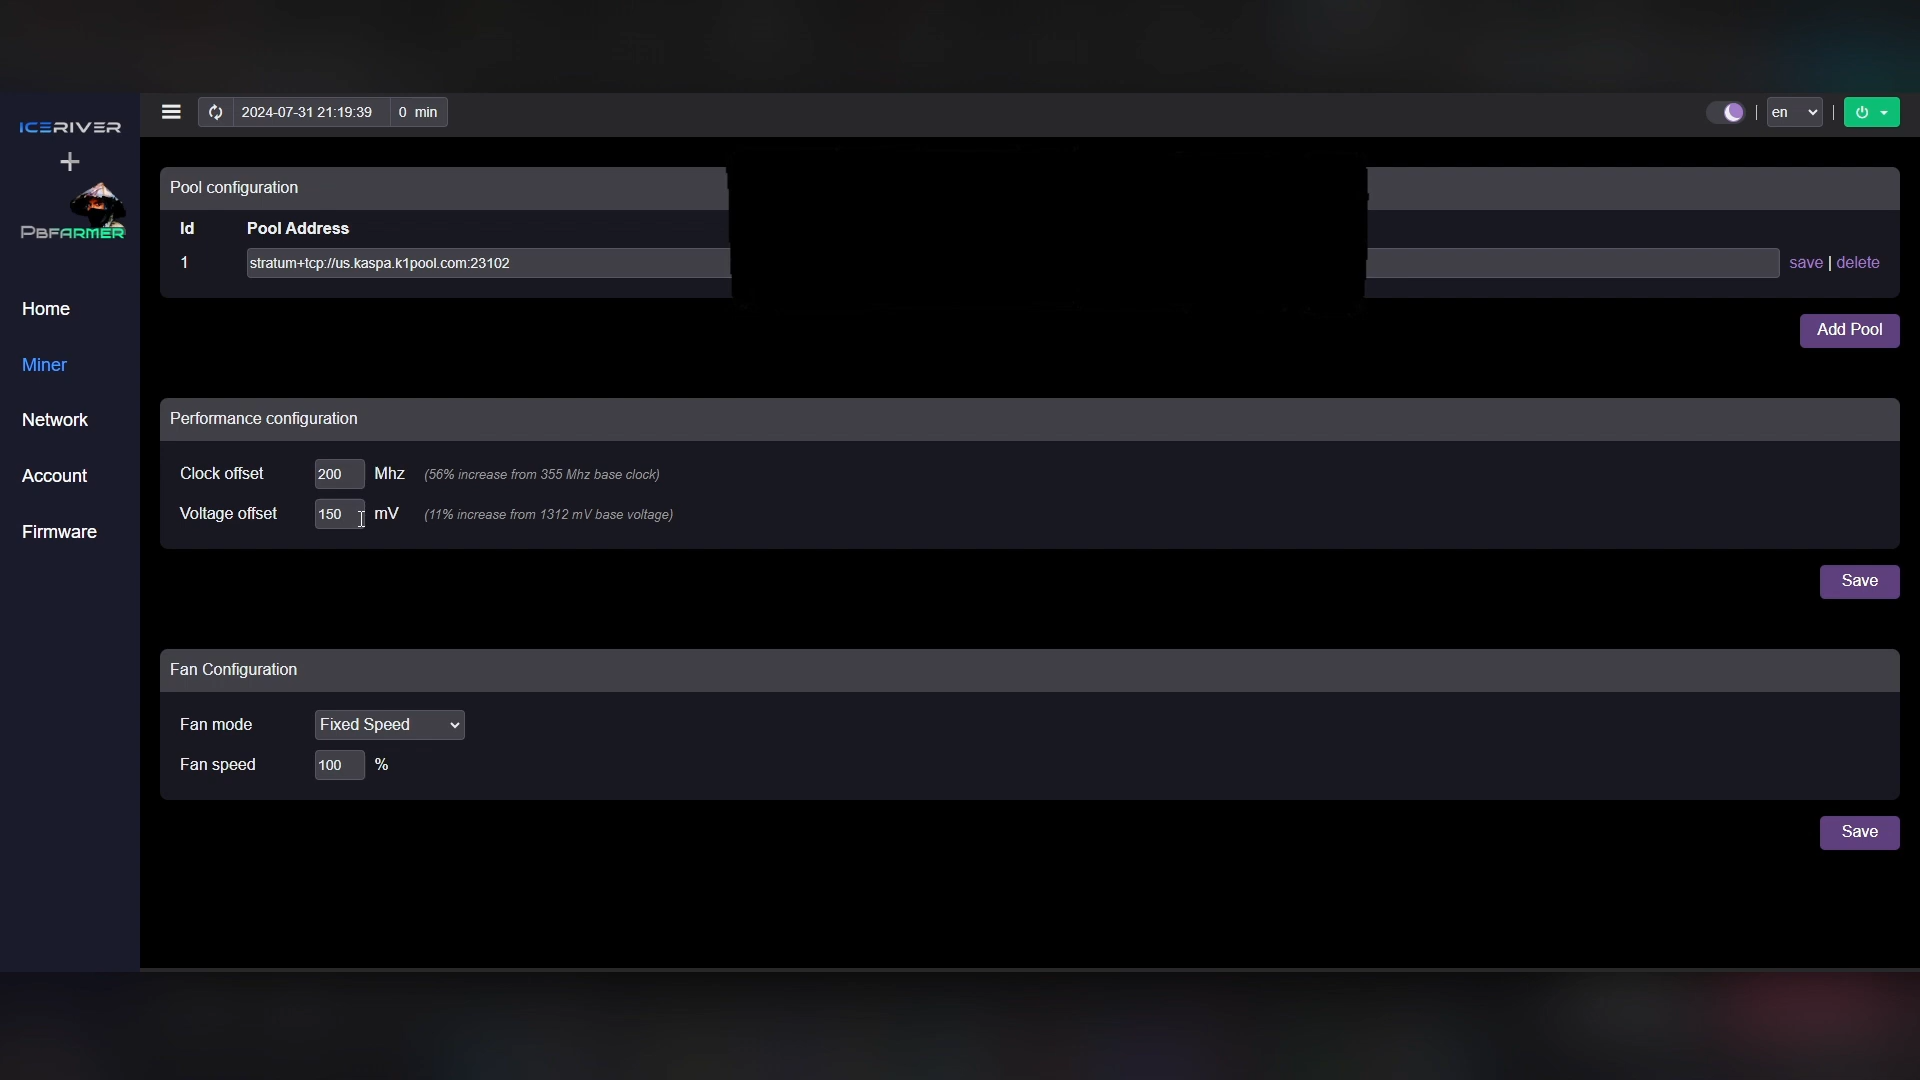 ICERIVER
+
PBFARMER
Home
Miner
Network
Account
Firmware
2024-07-31 21:19:39 0 min
| en |
Pool configuration
Id Pool Address
1 stratum+tcp://us.kaspa.k1pool.com:23102 save | delete
Add Pool
Performance configuration
Clock offset 200 Mhz (56% increase from 355 Mhz base clock)
Voltage offset 150 mV (11% increase from 1312 mV base voltage)
Save
Fan Configuration
Fan mode Fixed Speed
Fan speed 100 %
Save